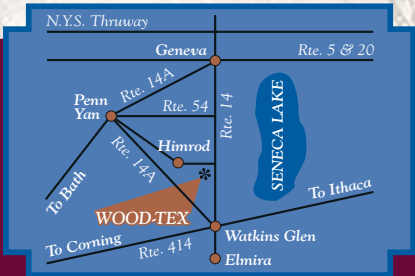 N.Y.S. Thruway
Geneva
Rte. 5 & 20
Rte. 14A
Penn
Yan
Rte. 54
Rte. 14
SENECA LAKE
Himrod
Rte. 14A
*
To Bath
WOOD-TEX
To Ithaca
To Corning
Rte. 414
Watkins Glen
Elmira